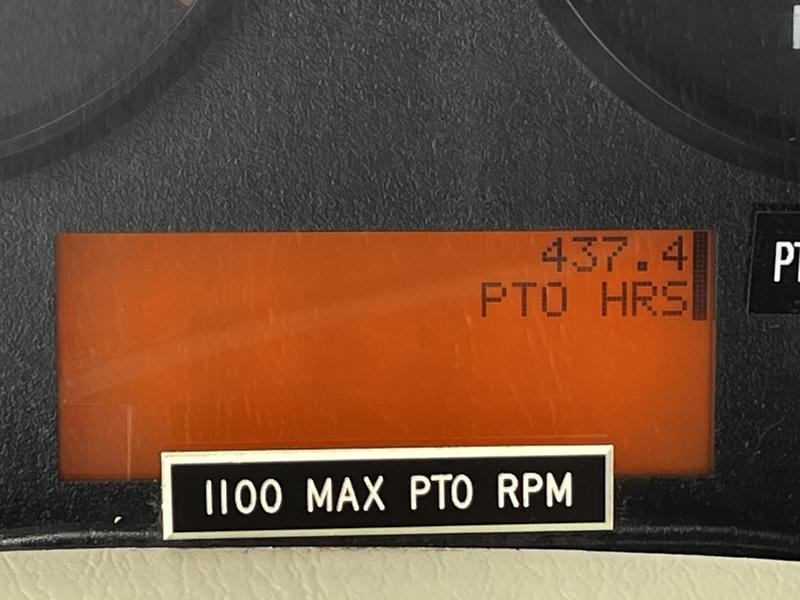 437.4
PTO HRS
1100 MAX PTO RPM